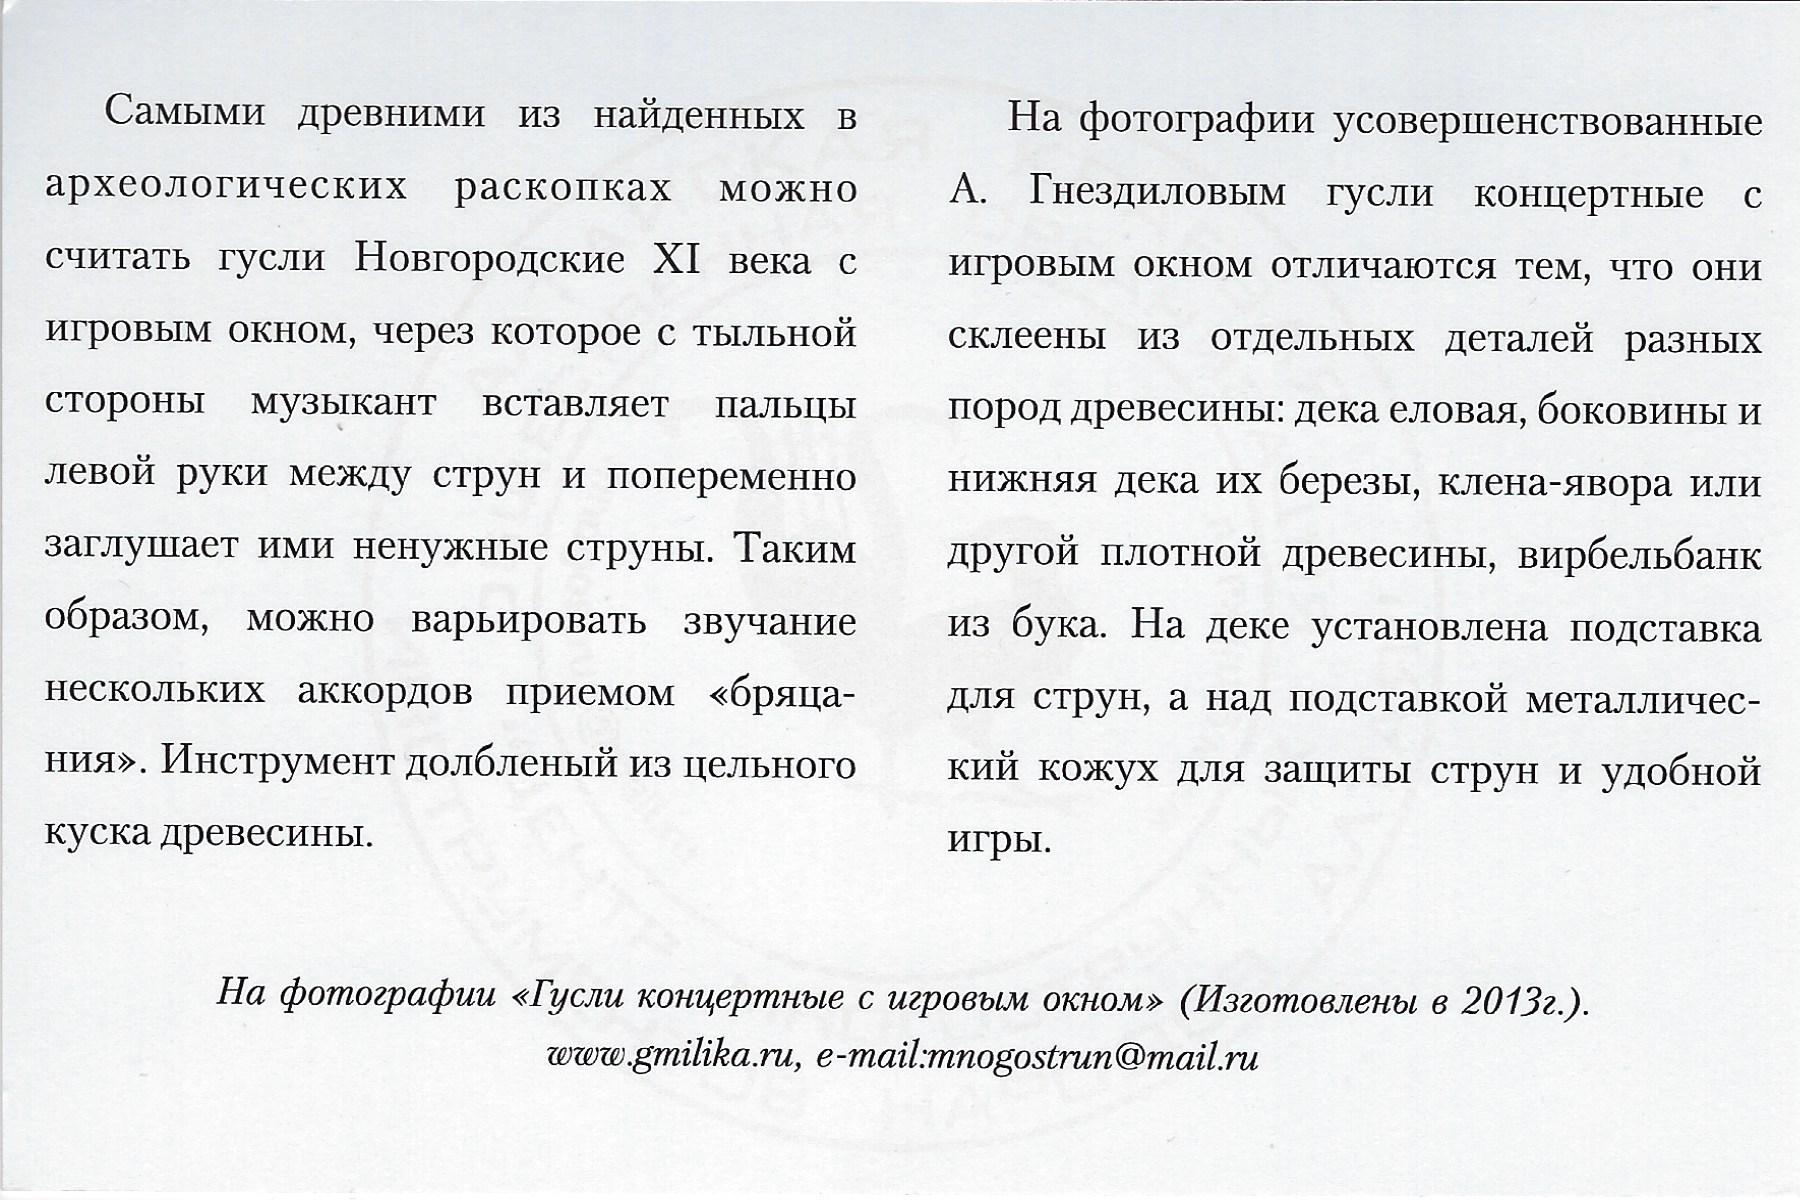 Самыми древними из найденных в
археологических раскопках можно
считать гусли Новгородские XI века с
игровым окном, через которое с тыльной
стороны музыкант вставляет пальцы
левой руки между струн и попеременно
заглушает ими ненужные струны. Таким
образом, можно варьировать звучание
нескольких аккордов приемом «бряца-
ния». Инструмент долбленый из цельного
куска древесины.
На фотографии усовершенствованные
А. Гнездиловым гусли концертные с
игровым окном отличаются тем, что они
склеены из отдельных деталей разных
пород древесины: дека еловая, боковины и
нижняя дека их березы, клена-явора или
другой плотной древесины, вирбельбанк
из бука. На деке установлена подставка
для струн, а над подставкой металличес-
кий кожух для защиты струн и удобной
игры.
На фотографии «Гусли концертные с игровым окном» (Изготовлены в 2013г.).
www.gmilika.ru, e-mail:mnogostrun@mail.ru